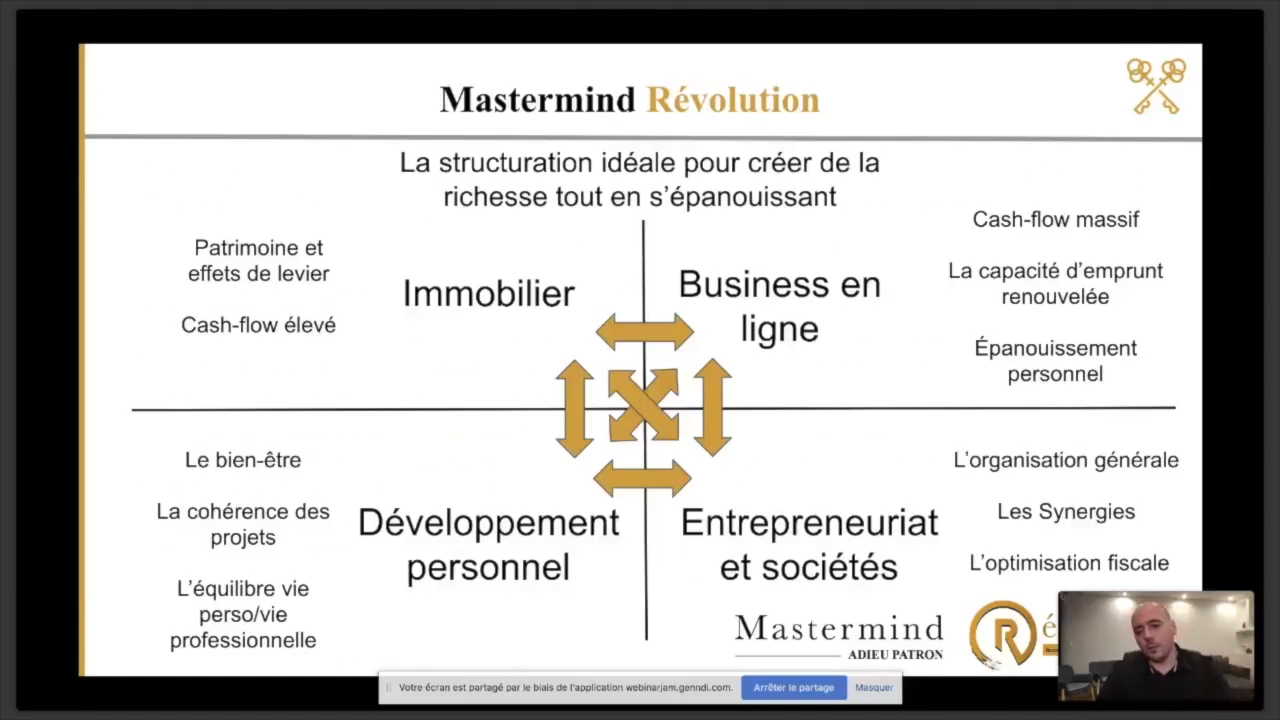 Mastermind Révolution
La structuration idéale pour créer de la
richesse tout en s’épanouissant
Patrimoine et
effets de levier
Cash-flow élevé
Immobilier
Business en
ligne
Cash-flow massif
La capacité d’emprunt
renouvelée
Épanouissement
personnel
Le bien-être
La cohérence des
projets
L’équilibre vie
perso/vie
professionnelle
Développement
personnel
Entrepreneuriat
et sociétés
L’organisation générale
Les Synergies
L’optimisation fiscale
Mastermind
ADIEU PATRON
R
Votre écran est partagé par le biais de l'application webinarjam.genndi.com.
Arrêter le partage
Masquer